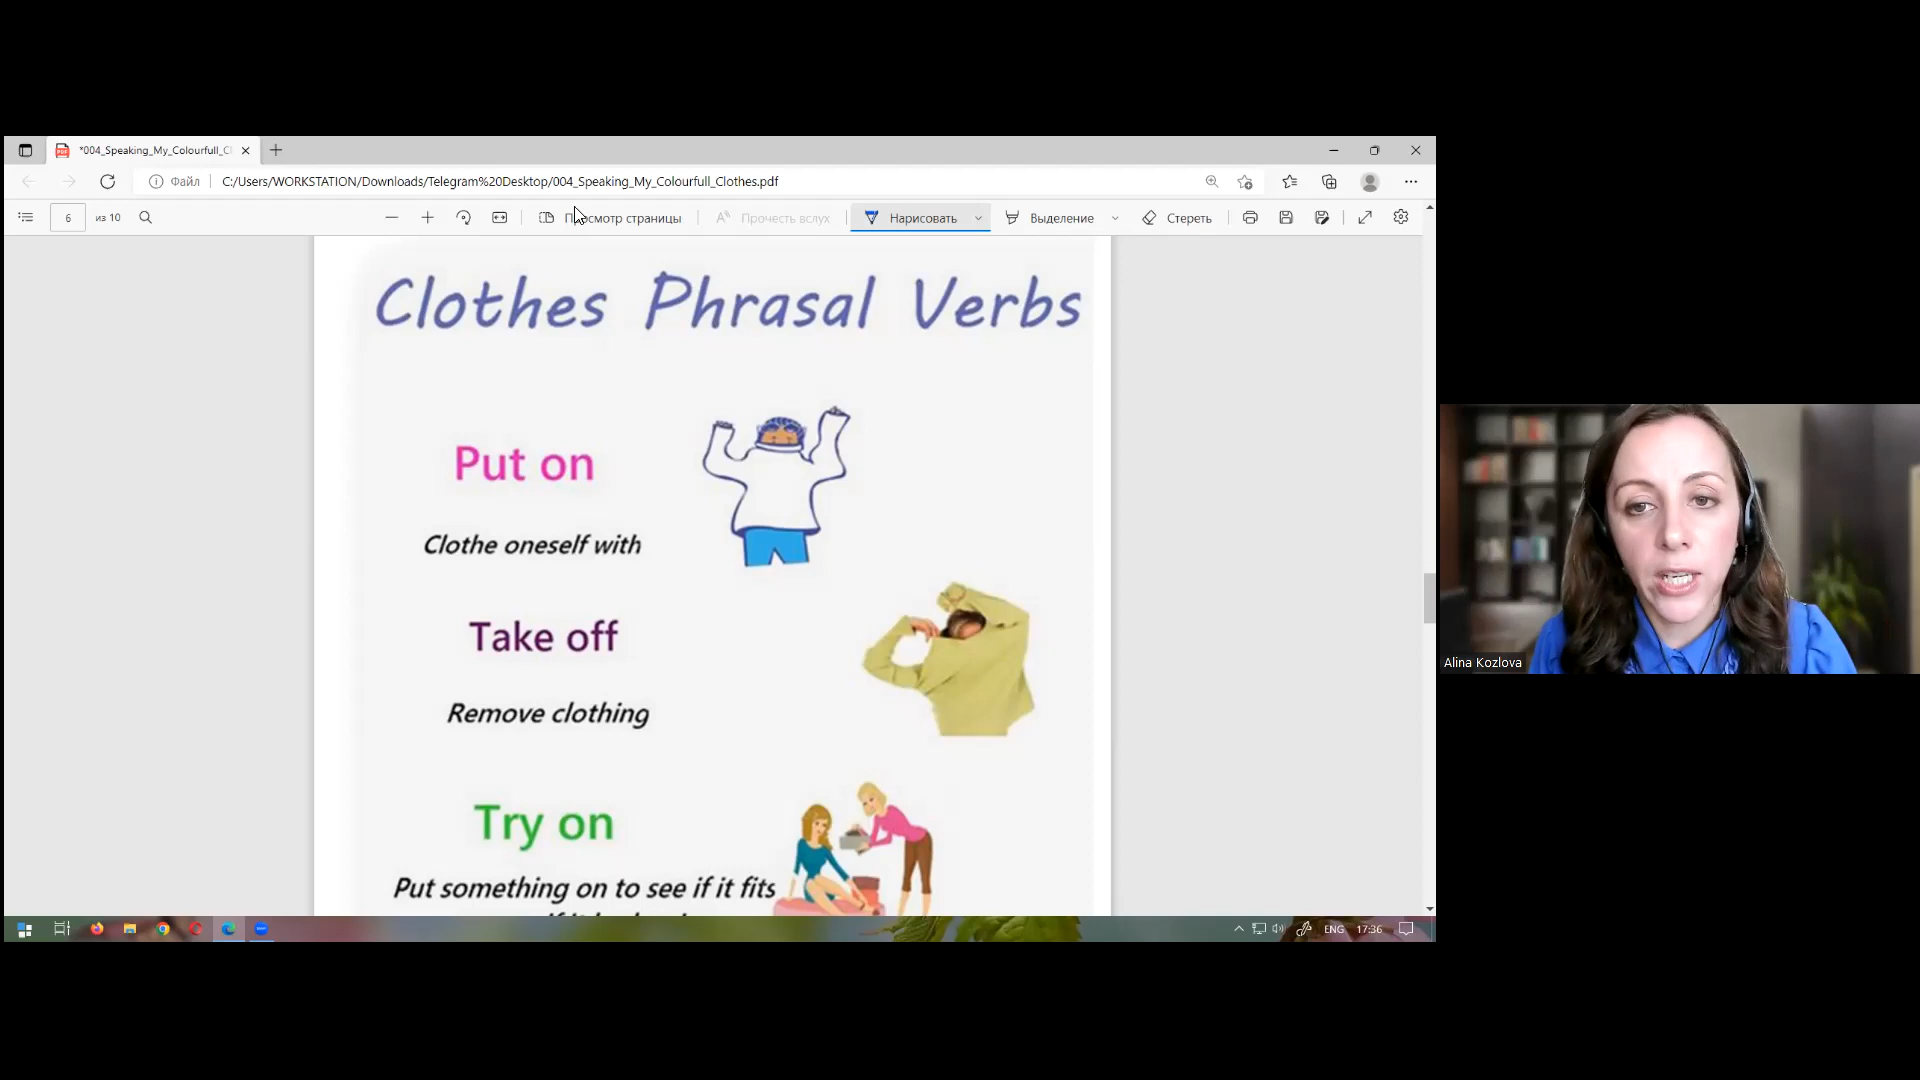 *004_Speaking_My_Colourfull_C
Файл
C:/Users/WORKSTATION/Downloads/Telegram%20Desktop/004_Speaking_My_Colourfull_Clothes.pdf
6 из 10
Просмотр страницы
Прочесть вслух
Нарисовать
Выделение
Стереть
Clothes Phrasal Verbs
Put on
Clothe oneself with
Take off
Remove clothing
Try on
Put something on to see if it fits
Alina Kozlova
ENG 17:36